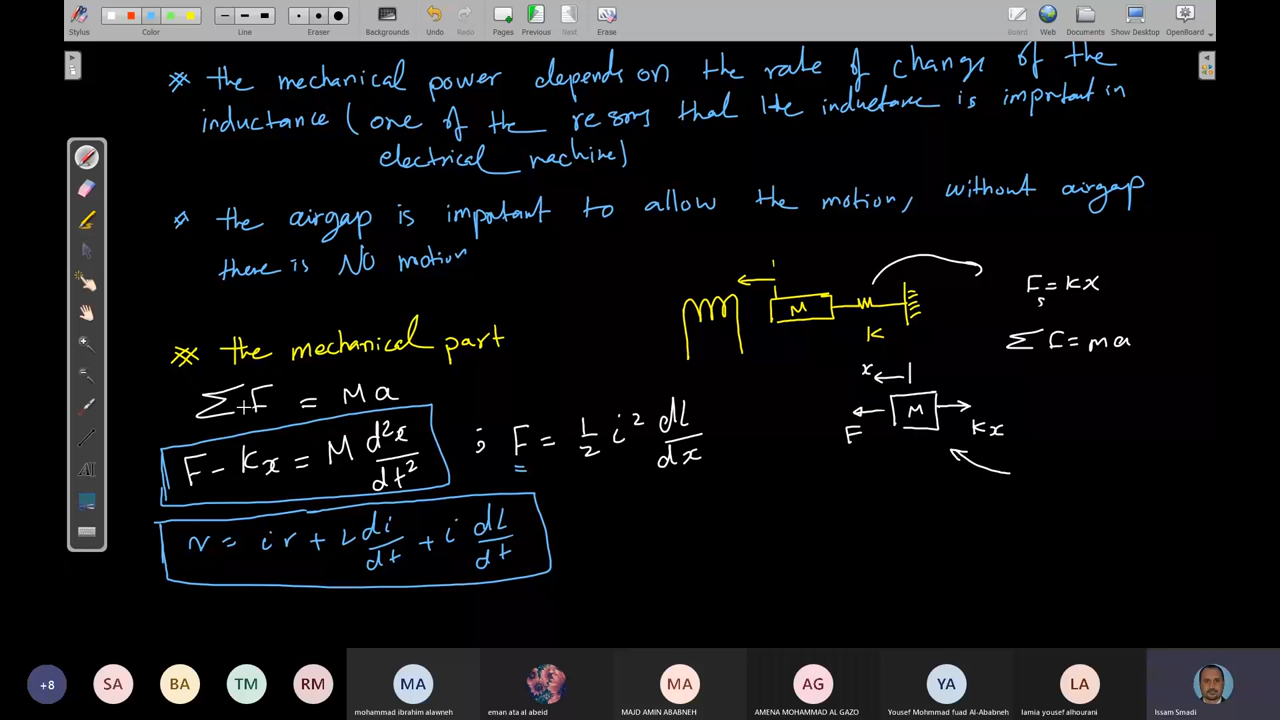 Stylus
Color
Line
Eraser
Backgrounds
Undo
Redo
Pages
Previous
Next
Erase
Board
Web
Documents
Show Desktop
OpenBoard
* the mechanical power depends on the rate of change of the
inductance ( one of the resons that the inductane is important in
electrical machine)
* the airgap is important to allow the motion, without airgap
there is NO motion
M
K
F_s = Kx
ΣF = ma
* the mechanical part
ΣF = Ma
F - Kx = M d²x/dt² ; F = 1/2 i² dL/dx
x
F
M
Kx
v = ir + L di/dt + i dL/dt
+8
SA
BA
TM
RM
MA
mohammad ibrahim alawneh
eman ata al abeid
MA
MAJD AMIN ABABNEH
AG
AMENA MOHAMMAD AL GAZO
YA
Yousef Mohmmad fuad Al-Ababneh
LA
lamia yousef alhourani
Issam Smadi